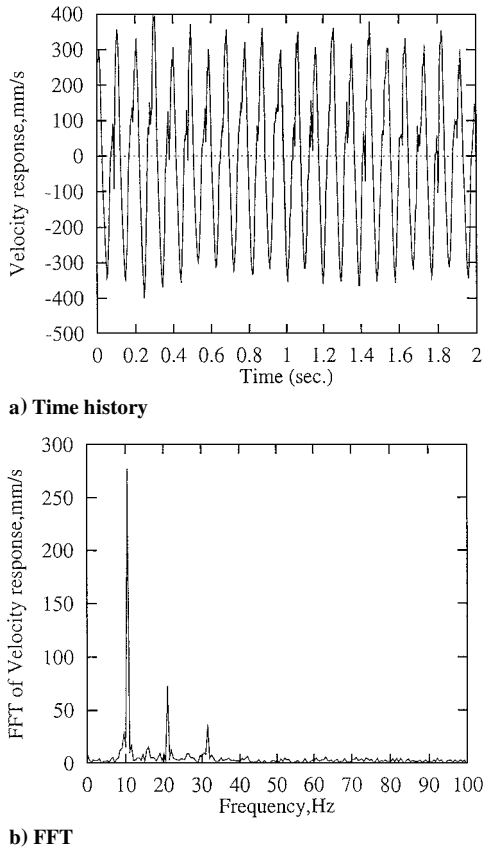 400
300
200
100
0
-100
-200
-300
-400
-500
Velocity response,mm/s
0 0.2 0.4 0.6 0.8 1 1.2 1.4 1.6 1.8 2
Time (sec.)
a) Time history
300
250
200
150
100
50
0
FFT of Velocity response,mm/s
0 10 20 30 40 50 60 70 80 90 100
Frequency,Hz
b) FFT